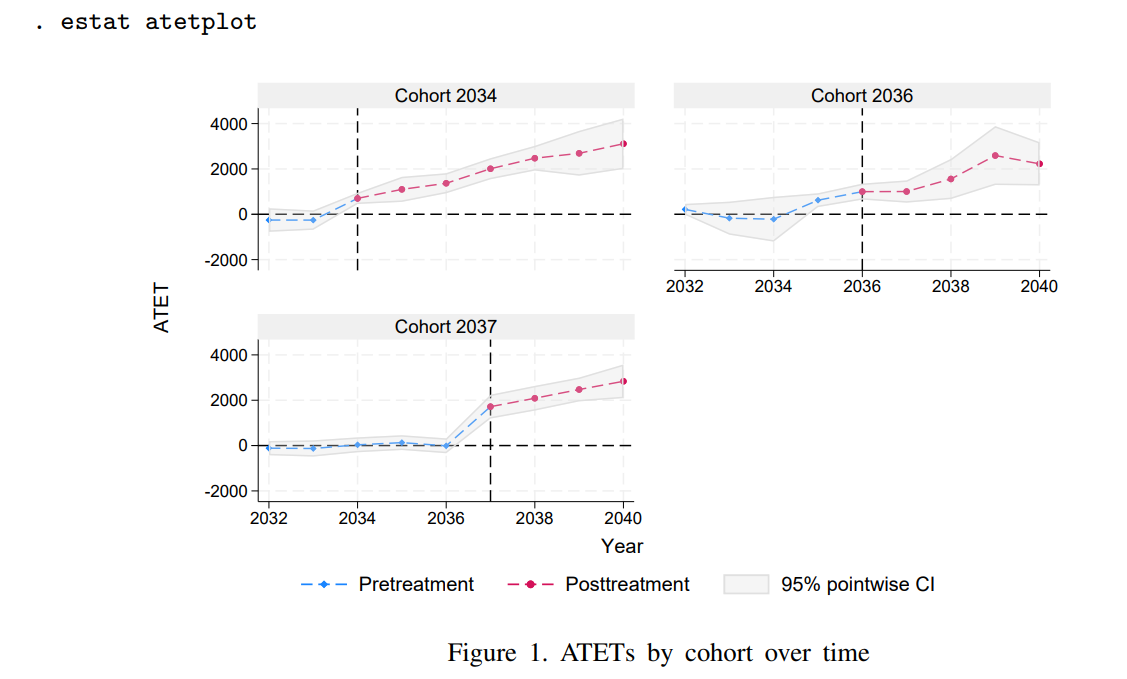 . estat atetplot
Cohort 2034
Cohort 2036
4000
2000
0
-2000
2032 2034 2036 2038 2040
ATET
Cohort 2037
4000
2000
0
-2000
2032 2034 2036 2038 2040
Year
Pretreatment Posttreatment 95% pointwise CI
Figure 1. ATETs by cohort over time